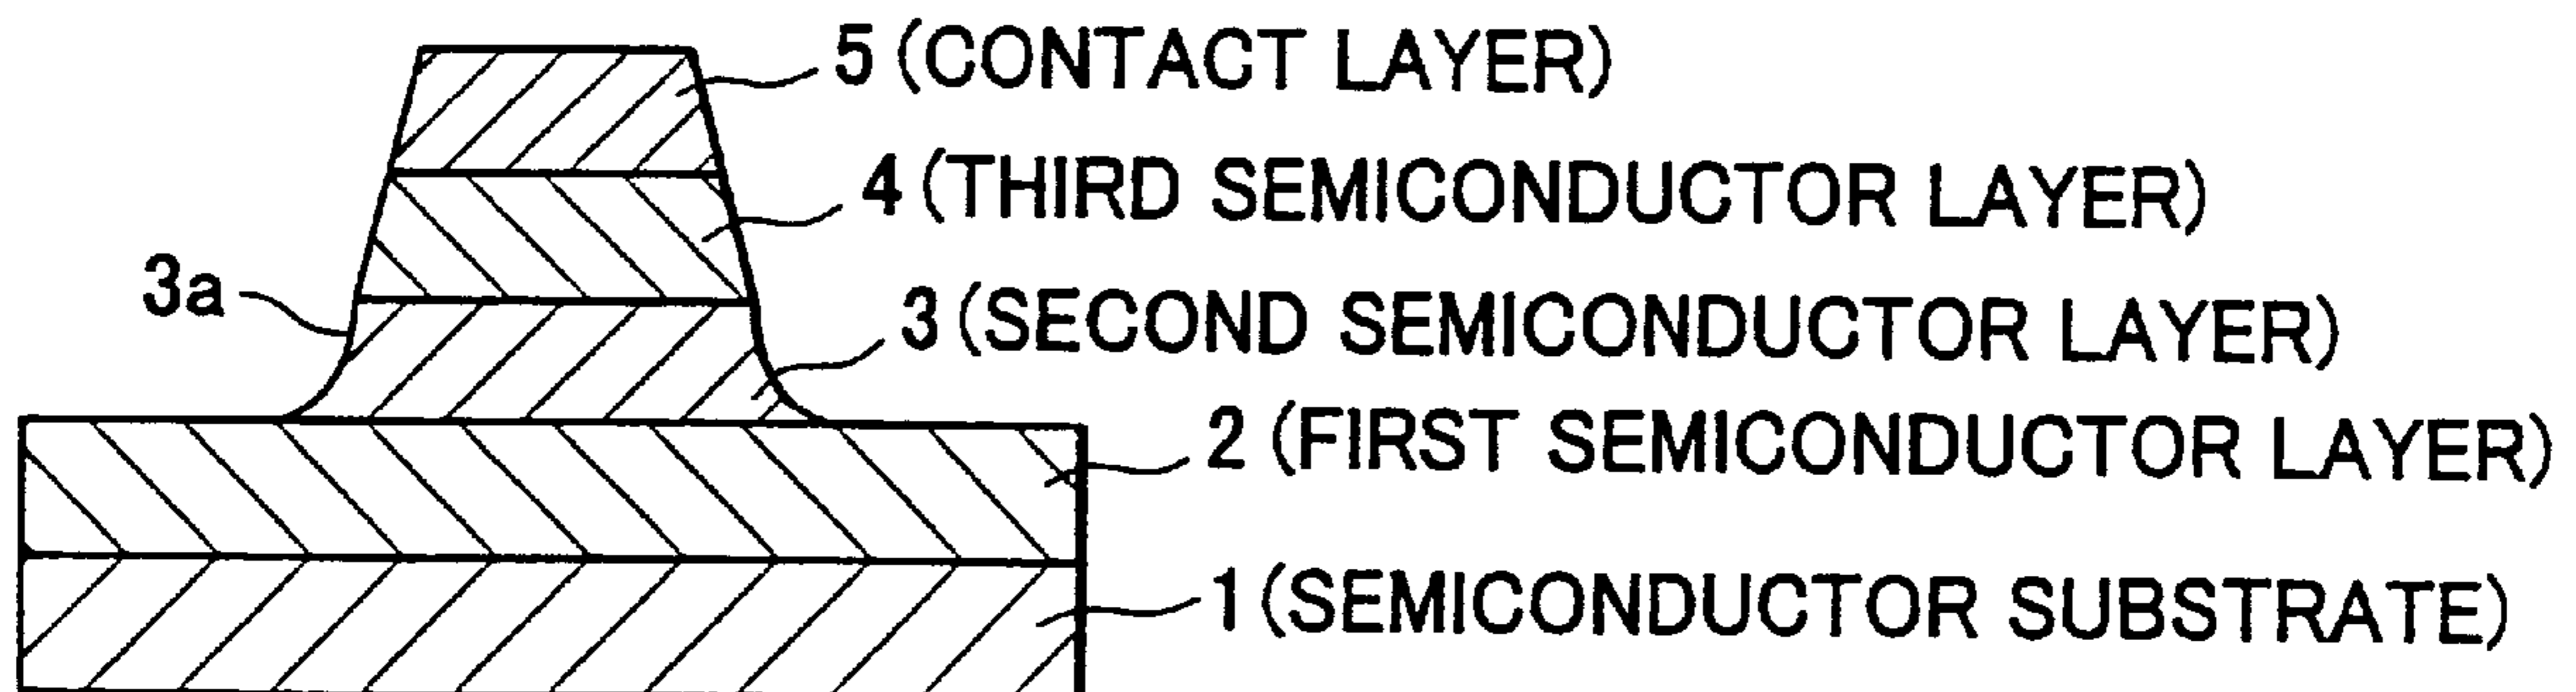 5 (CONTACT LAYER)
4 (THIRD SEMICONDUCTOR LAYER)
3a
3 (SECOND SEMICONDUCTOR LAYER)
2 (FIRST SEMICONDUCTOR LAYER)
1 (SEMICONDUCTOR SUBSTRATE)